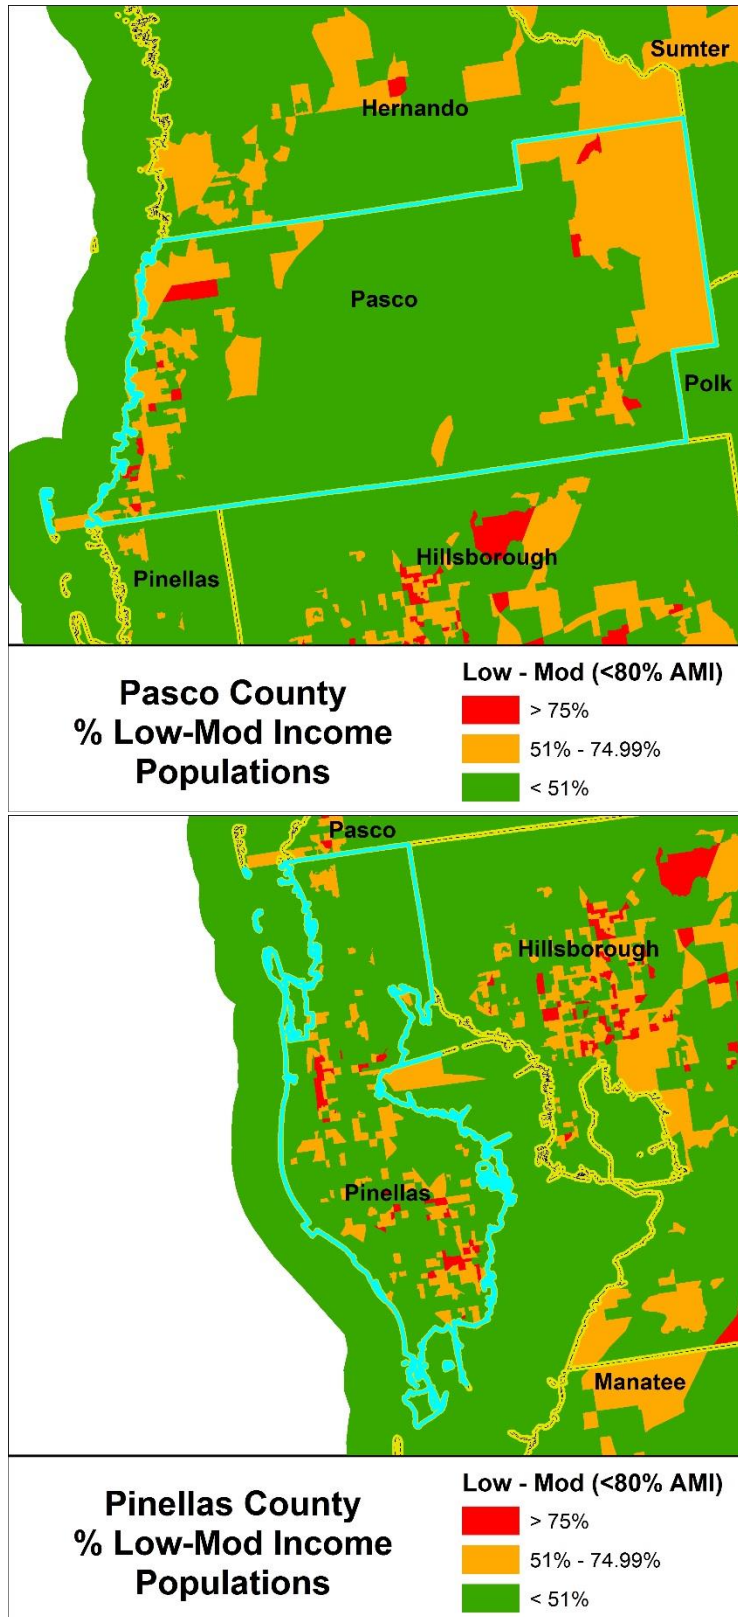 Sumter
Hernando
Pasco
Polk
Hillsborough
Pinellas
Pasco County
% Low-Mod Income
Populations
Low - Mod (<80% AMI)
> 75%
51% - 74.99%
< 51%
Pasco
Hillsborough
Pinellas
Manatee
Pinellas County
% Low-Mod Income
Populations
Low - Mod (<80% AMI)
> 75%
51% - 74.99%
< 51%